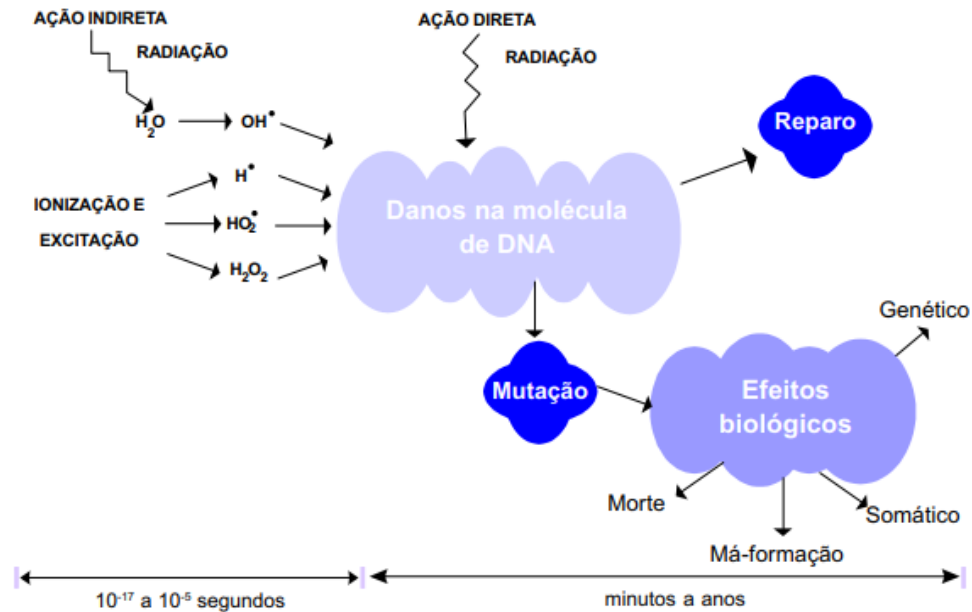 AÇÃO INDIRETA
RADIAÇÃO
AÇÃO DIRETA
RADIAÇÃO
H₂O
OH•
Reparo
H•
IONIZAÇÃO E
EXCITAÇÃO
HO₂•
H₂O₂
Danos na molécula
de DNA
Genético
Mutação
Efeitos
biológicos
Morte
Somático
Má-formação
10⁻¹⁷ a 10⁻⁵ segundos
minutos a anos